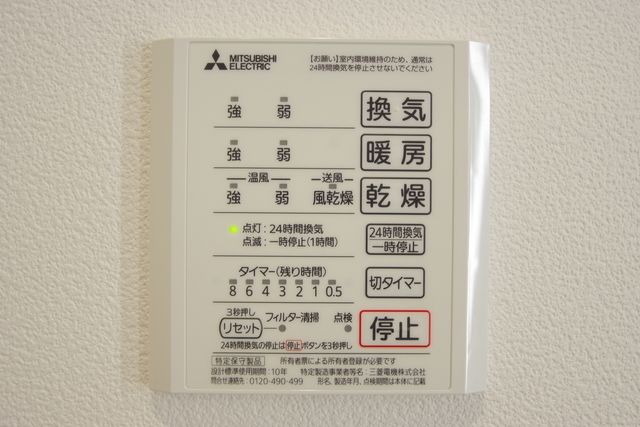 MITSUBISHI
ELECTRIC
【お願い】室内環境維持のため、通常は
24時間換気を停止させないでください
強 弱 換気
強 弱 暖房
温風 送風
強 弱 風乾燥 乾燥
点灯：24時間換気
点滅：一時停止(1時間)
24時間換気
一時停止
タイマー(残り時間)
8 6 4 3 2 1 0.5
切タイマー
3秒押し
リセット フィルター清掃 点検
停止
24時間換気の停止は停止ボタンを3秒押し
特定保守製品 所有者票による所有者登録が必要です
設計標準使用期間：10年 特定製造事業者等名：三菱電機株式会社
問合せ連絡先：0120-490-499 形名、製造年月、点検期間は本体に記載